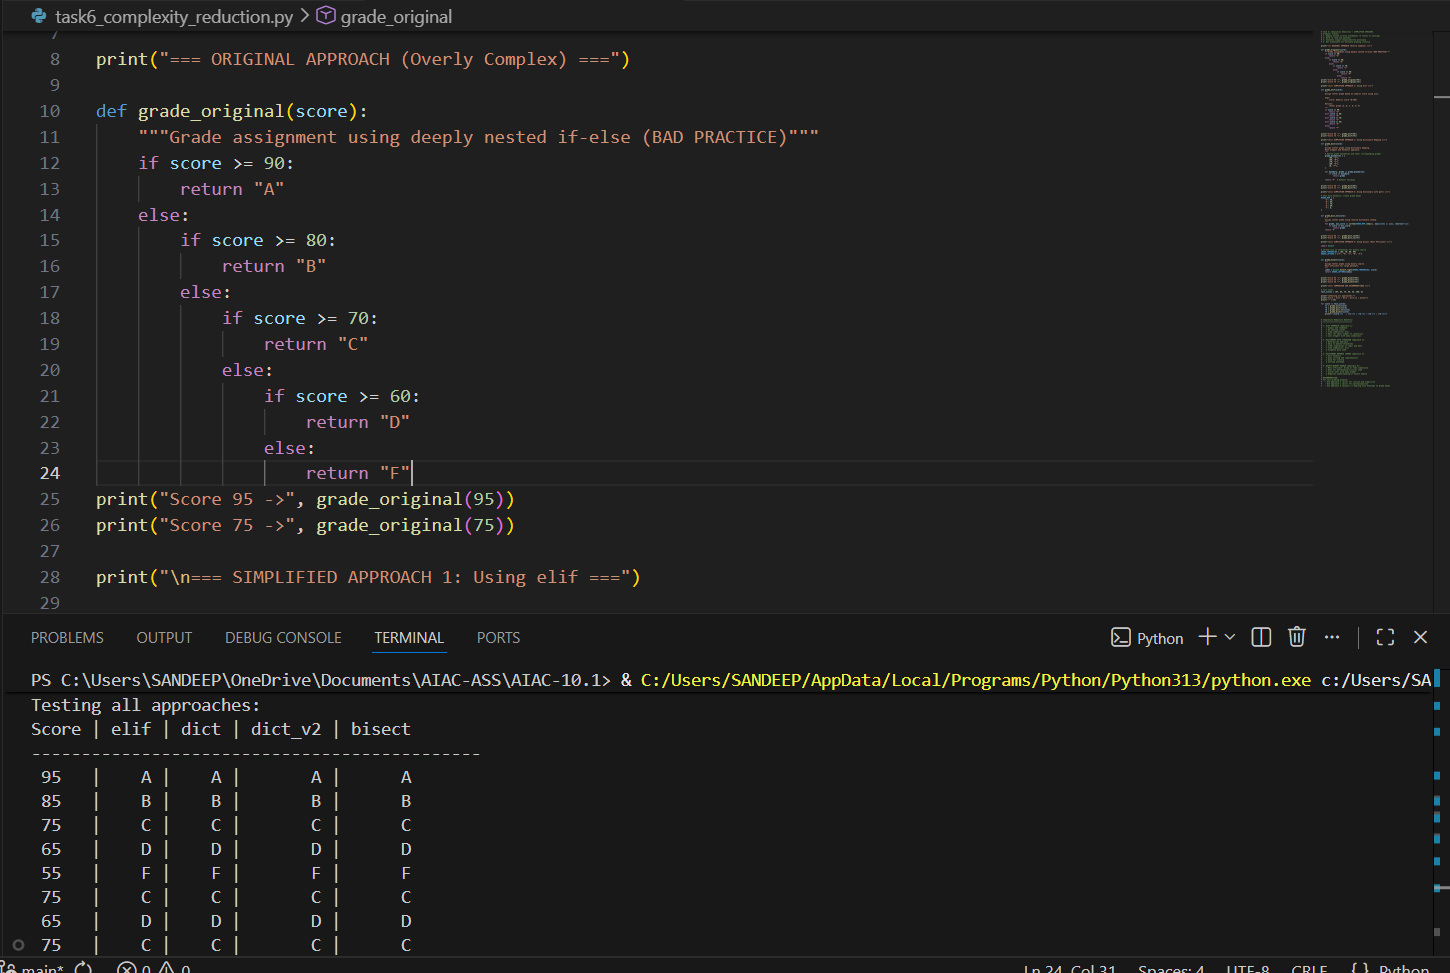 task6_complexity_reduction.py > grade_original
7
8 print("=== ORIGINAL APPROACH (Overly Complex) ===")
9
10 def grade_original(score):
11     """Grade assignment using deeply nested if-else (BAD PRACTICE)"""
12     if score >= 90:
13         return "A"
14     else:
15         if score >= 80:
16             return "B"
17         else:
18             if score >= 70:
19                 return "C"
20             else:
21                 if score >= 60:
22                     return "D"
23                 else:
24                     return "F"
25 print("Score 95 ->", grade_original(95))
26 print("Score 75 ->", grade_original(75))
27
28 print("\n=== SIMPLIFIED APPROACH 1: Using elif ===")
29
PROBLEMS OUTPUT DEBUG CONSOLE TERMINAL PORTS Python
PS C:\Users\SANDEEP\OneDrive\Documents\AIAC-ASS\AIAC-10.1> & C:/Users/SANDEEP/AppData/Local/Programs/Python/Python313/python.exe c:/Users/SA
Testing all approaches:
Score | elif | dict | dict_v2 | bisect
---------------------------------------------
95 | A | A | A | A
85 | B | B | B | B
75 | C | C | C | C
65 | D | D | D | D
55 | F | F | F | F
75 | C | C | C | C
65 | D | D | D | D
75 | C | C | C | C
main* 0 0 Ln 24, Col 31 Spaces: 4 UTF-8 CRLF {} Python